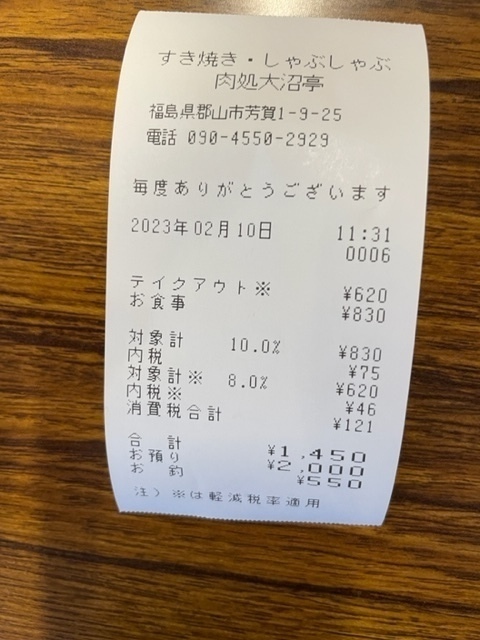 すき焼き・しゃぶしゃぶ
肉処大沼亭
福島県郡山市芳賀1-9-25
電話 090-4550-2929
毎度ありがとうございます
2023年02月10日 11:31
0006
テイクアウト※ ¥620
お食事 ¥830
対象計 10.0% ¥830
内税 ¥75
対象計※ 8.0% ¥620
内税※ ¥46
消費税合計 ¥121
合計 ¥1,450
お預り ¥2,000
お釣 ¥550
注）※は軽減税率適用